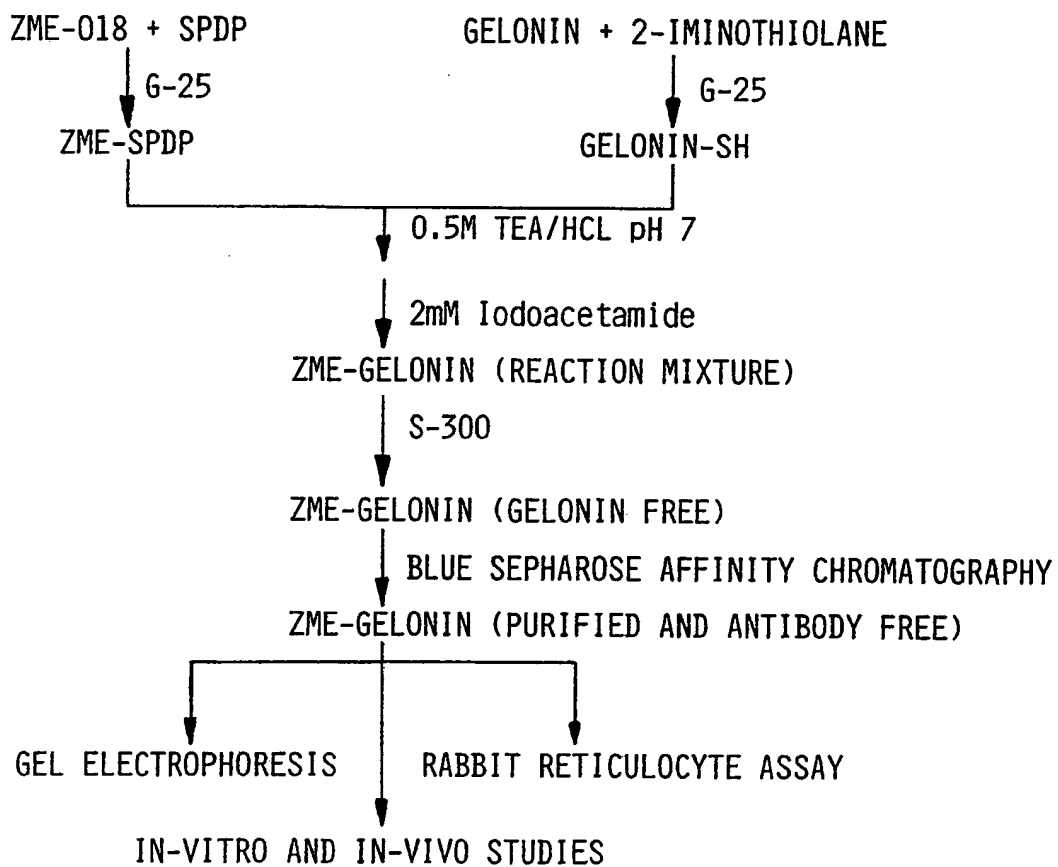 ZME-018 + SPDP
GELONIN + 2-IMINOTHIOLANE
G-25
G-25
ZME-SPDP
GELONIN-SH
0.5M TEA/HCL pH 7
2mM Iodoacetamide
ZME-GELONIN (REACTION MIXTURE)
S-300
ZME-GELONIN (GELONIN FREE)
BLUE SEPHAROSE AFFINITY CHROMATOGRAPHY
ZME-GELONIN (PURIFIED AND ANTIBODY FREE)
GEL ELECTROPHORESIS
RABBIT RETICULOCYTE ASSAY
IN-VITRO AND IN-VIVO STUDIES